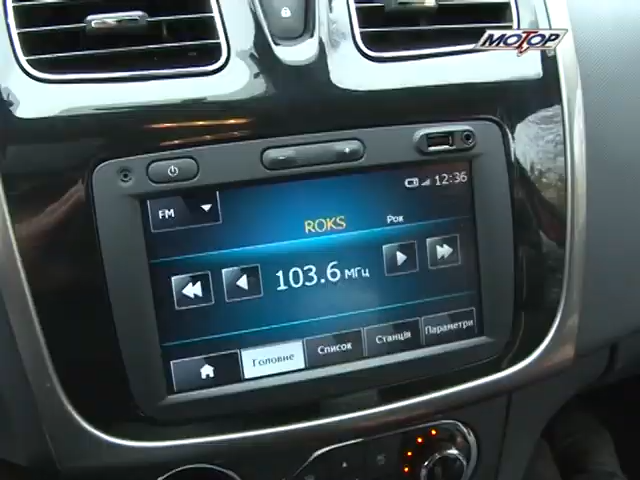 МОТОР
12:36
FM
ROKS
Рок
103.6 МГц
Головне
Список
Станція
Параметри